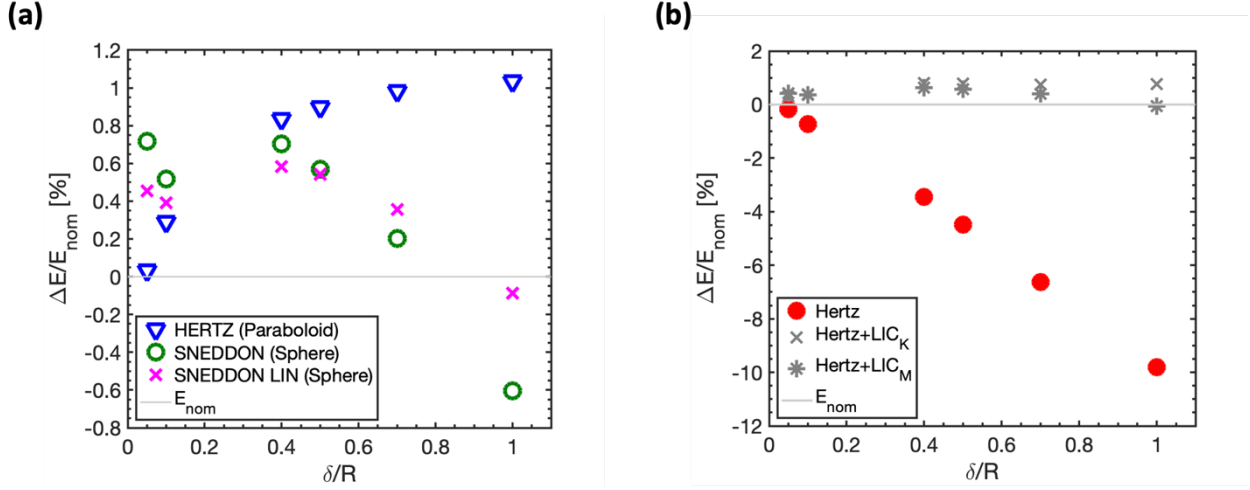 (a)
1.2
1
0.8
0.6
0.4
0.2
0
-0.2
-0.4
-0.6
-0.8
ΔE/E_nom [%]
HERTZ (Paraboloid)
SNEDDON (Sphere)
SNEDDON LIN (Sphere)
E_nom
0 0.2 0.4 0.6 0.8 1
δ/R
(b)
2
0
-2
-4
-6
-8
-10
-12
ΔE/E_nom [%]
Hertz
Hertz+LIC_K
Hertz+LIC_M
E_nom
0 0.2 0.4 0.6 0.8 1
δ/R